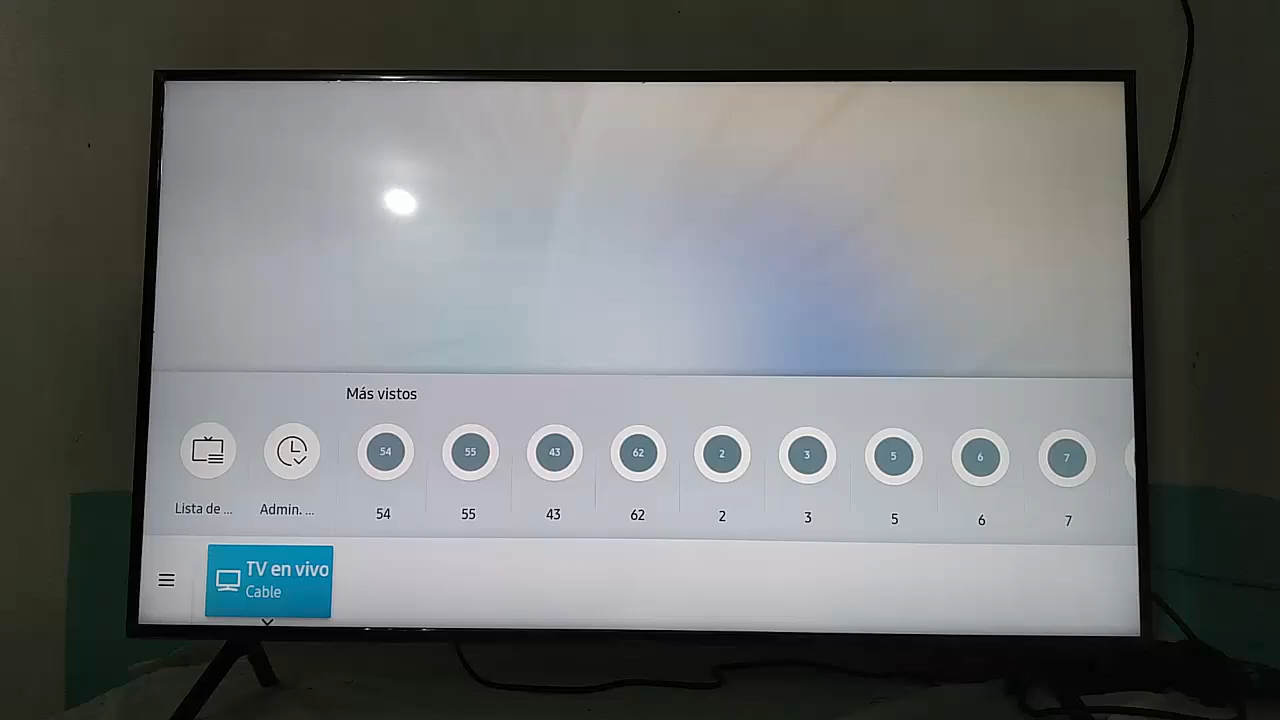 Más vistos
54 55 43 62 2 3 5 6 7
Lista de ... Admin. ... 54 55 43 62 2 3 5 6 7
TV en vivo
Cable